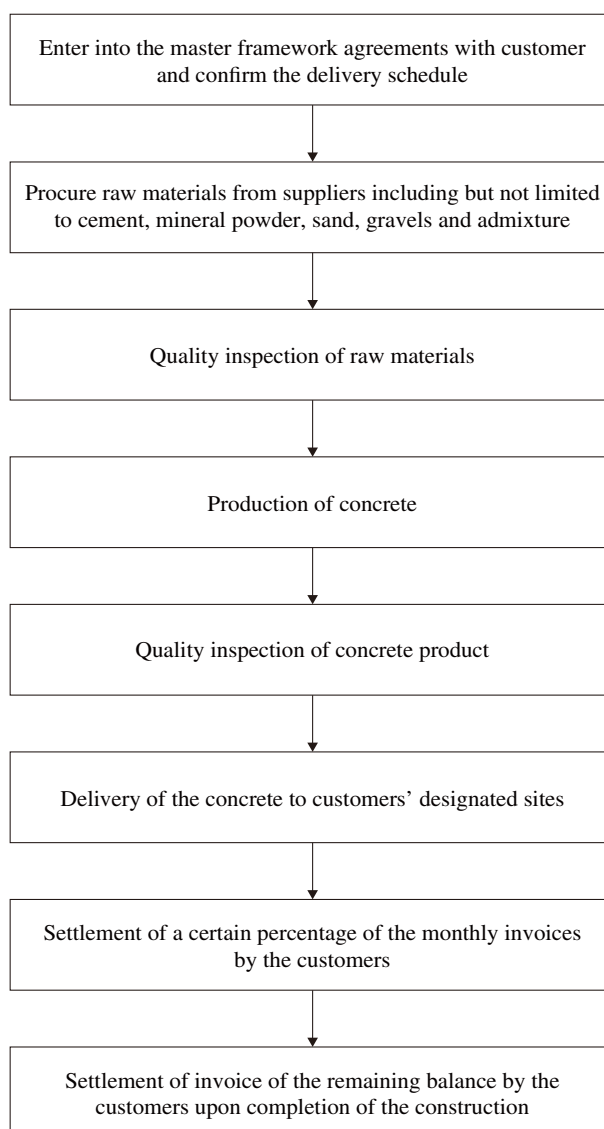 Enter into the master framework agreements with customer
and confirm the delivery schedule
Procure raw materials from suppliers including but not limited
to cement, mineral powder, sand, gravels and admixture
Quality inspection of raw materials
Production of concrete
Quality inspection of concrete product
Delivery of the concrete to customers’ designated sites
Settlement of a certain percentage of the monthly invoices
by the customers
Settlement of invoice of the remaining balance by the
customers upon completion of the construction